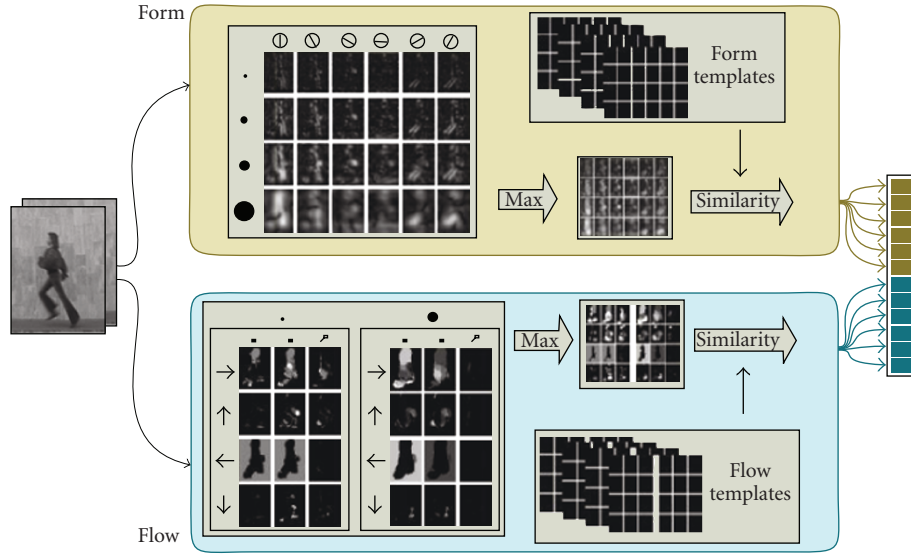 Form
Form
templates
Max
Similarity
Max
Similarity
Flow
templates
Flow